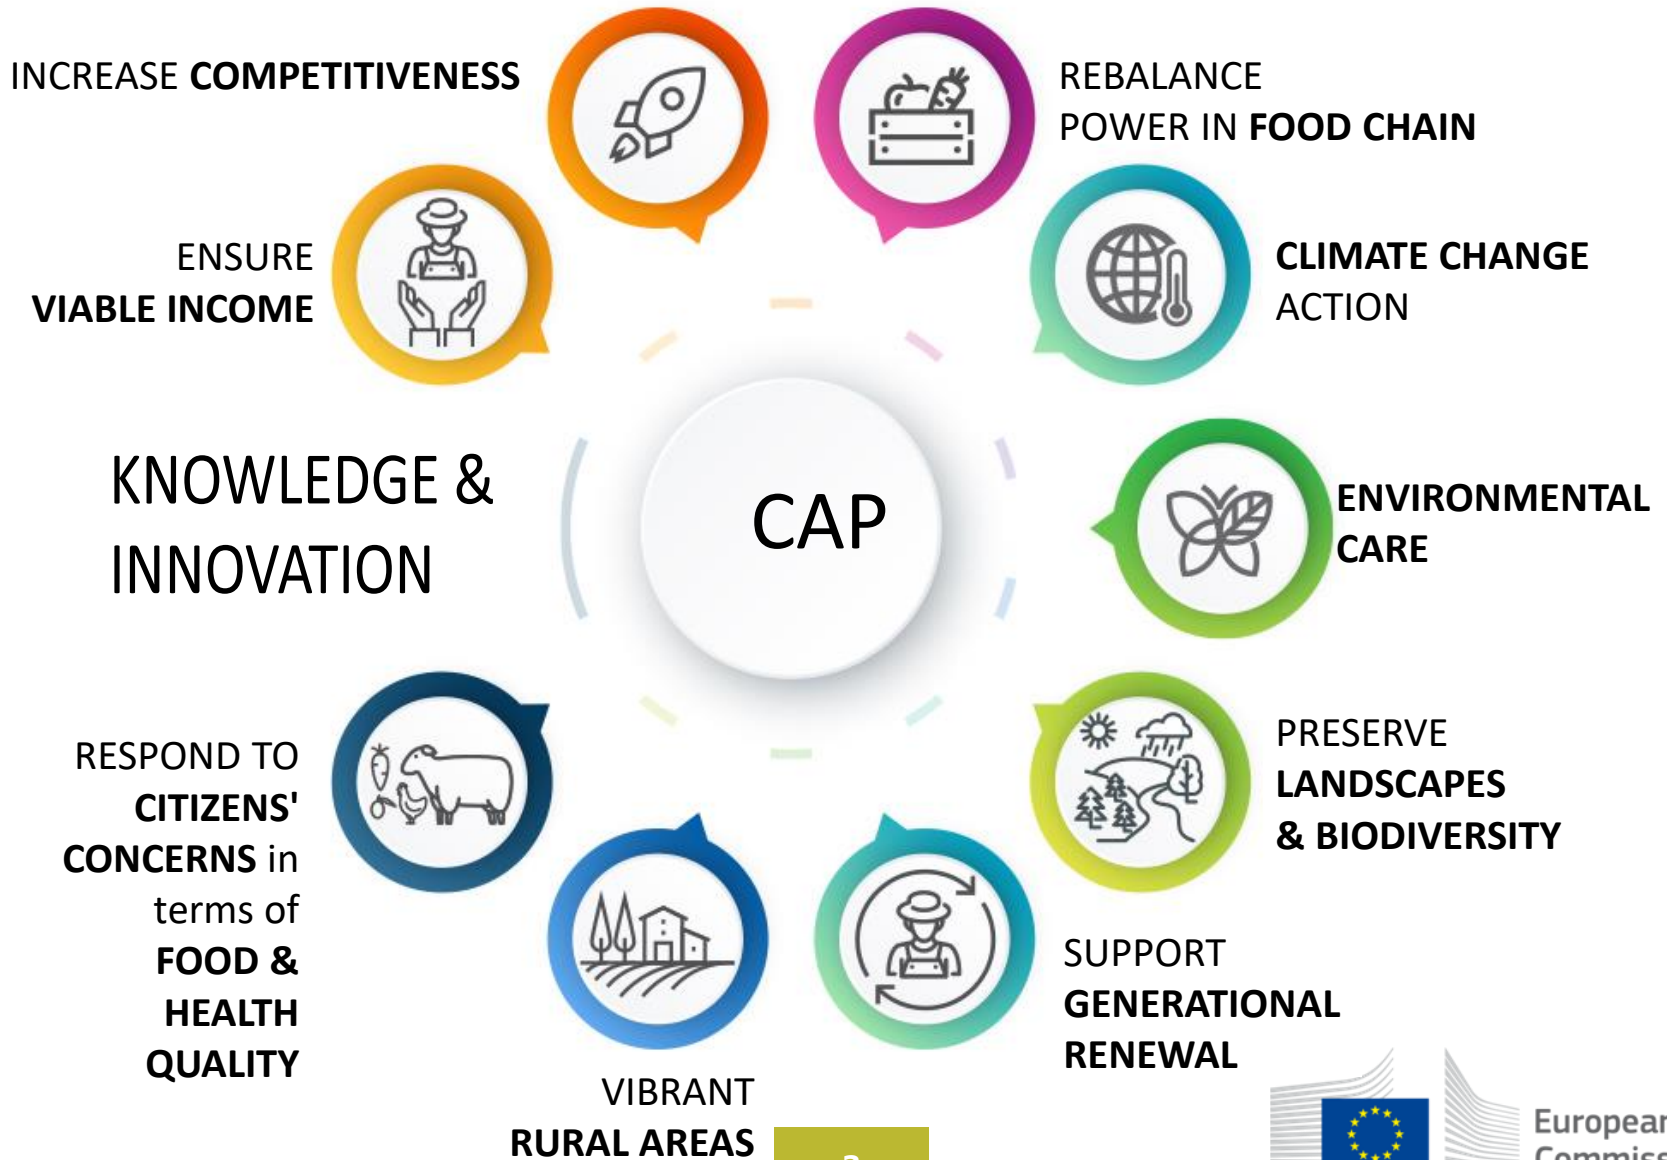 INCREASE COMPETITIVENESS
REBALANCE
POWER IN FOOD CHAIN
ENSURE
VIABLE INCOME
CLIMATE CHANGE
ACTION
KNOWLEDGE &
INNOVATION
CAP
ENVIRONMENTAL
CARE
RESPOND TO
CITIZENS'
CONCERNS in
terms of
FOOD &
HEALTH
QUALITY
PRESERVE
LANDSCAPES
& BIODIVERSITY
SUPPORT
GENERATIONAL
RENEWAL
VIBRANT
RURAL AREAS
European